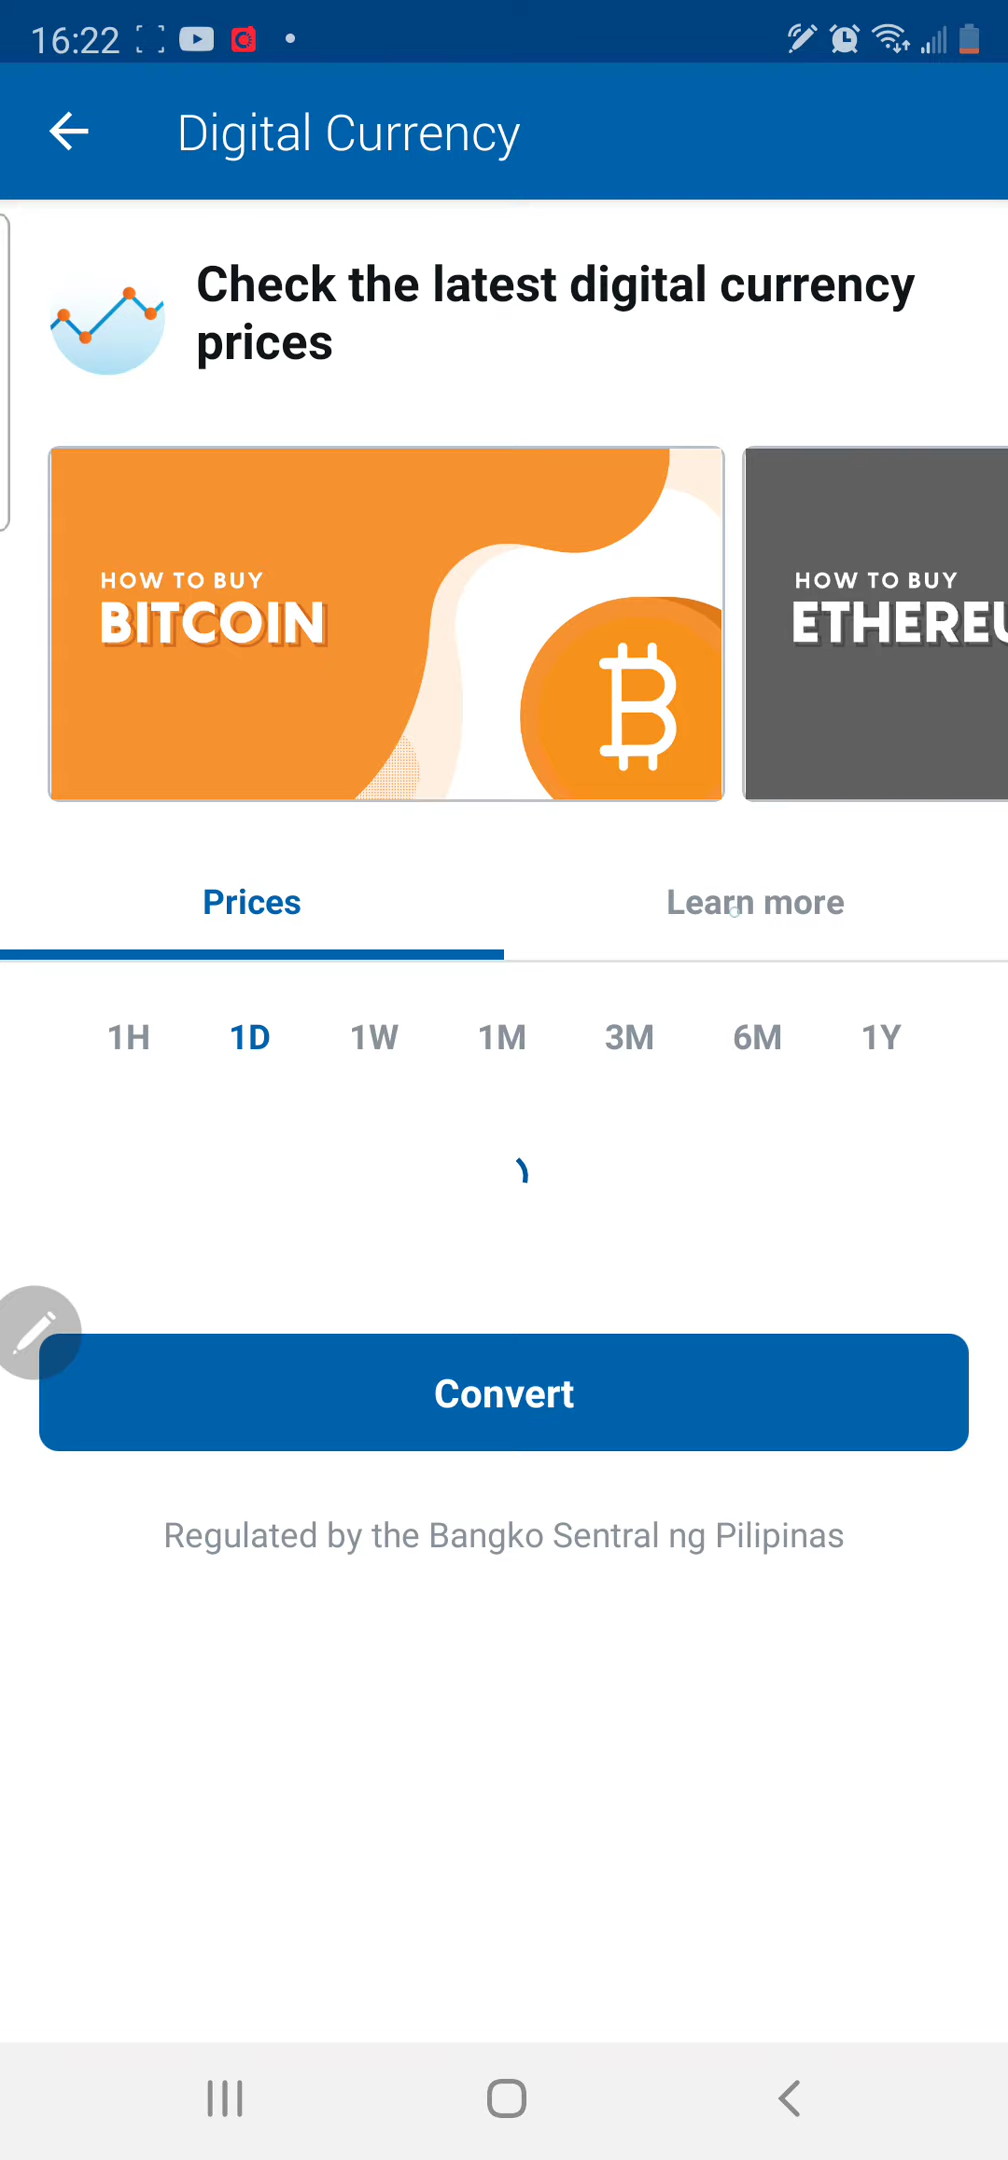 16:22
Digital Currency
Check the latest digital currency
prices
HOW TO BUY
BITCOIN
HOW TO BUY
ETHEREU
Prices
Learn more
1H 1D 1W 1M 3M 6M 1Y
Convert
Regulated by the Bangko Sentral ng Pilipinas